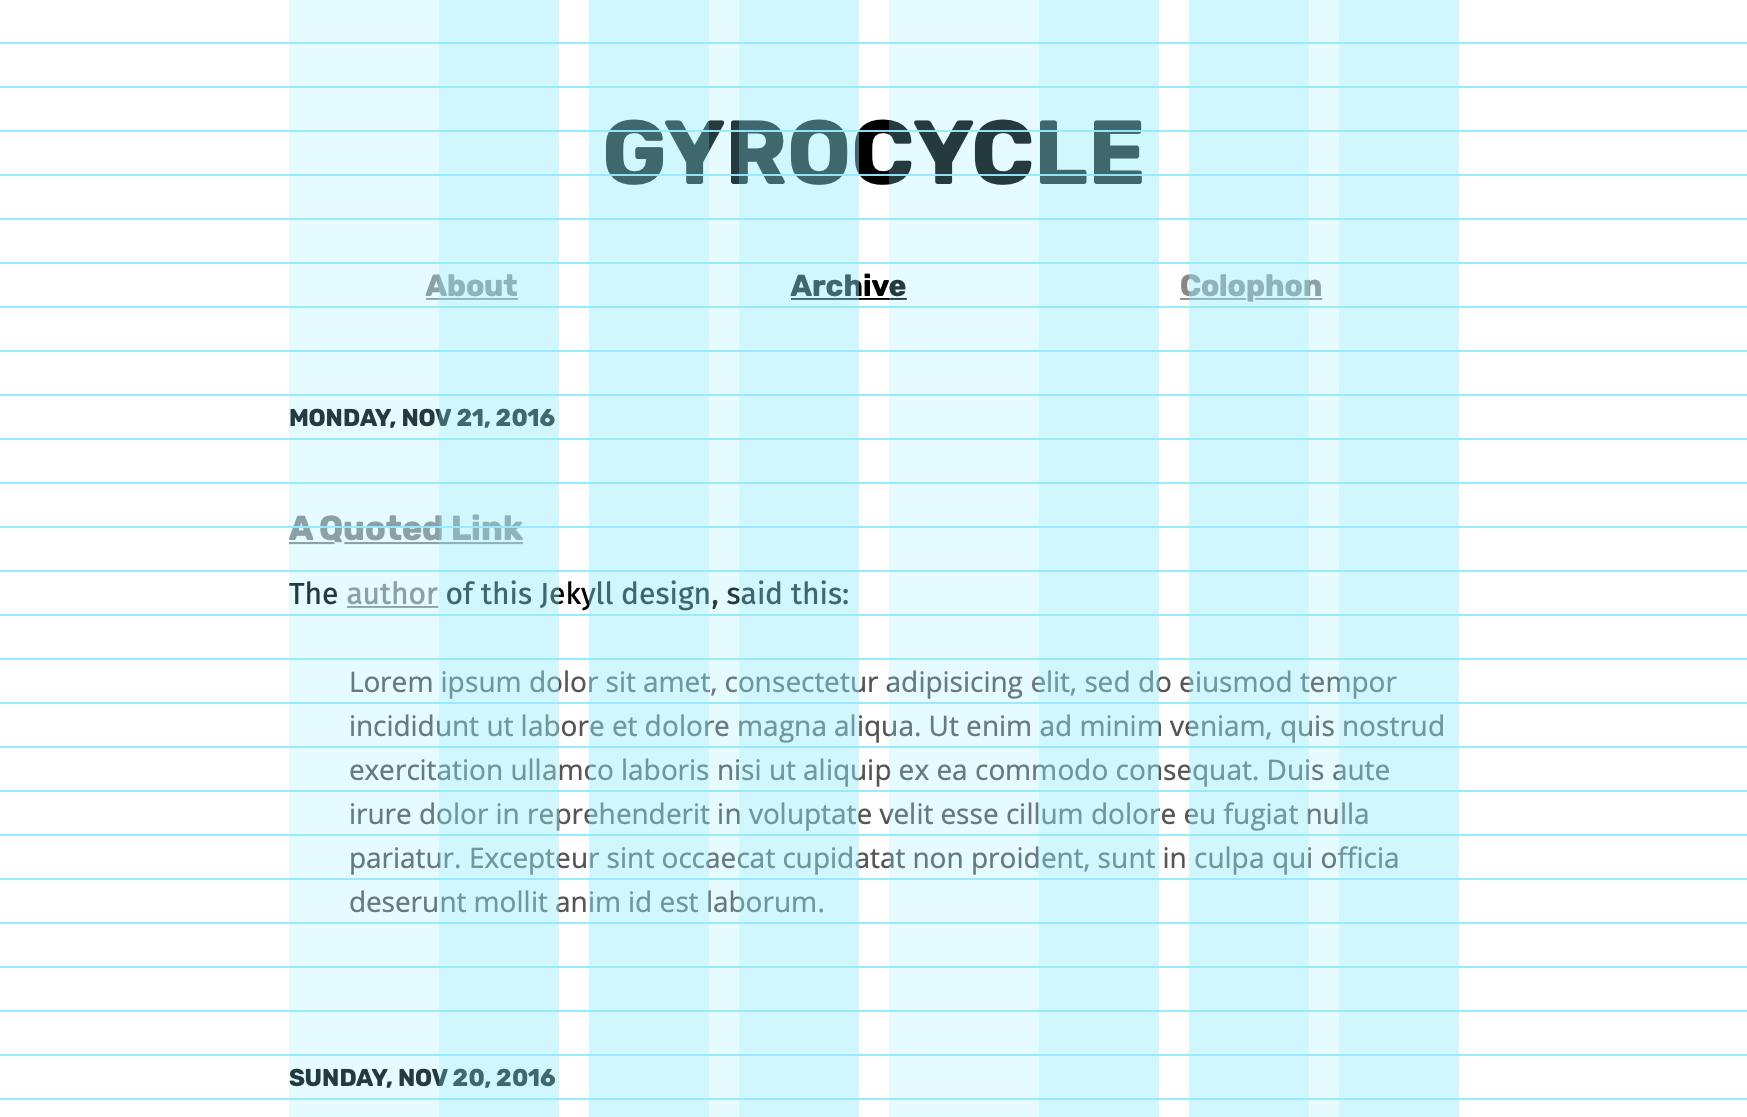 GYROCYCLE
About Archive Colophon
MONDAY, NOV 21, 2016
A Quoted Link
The author of this Jekyll design, said this:
Lorem ipsum dolor sit amet, consectetur adipisicing elit, sed do eiusmod tempor
incididunt ut labore et dolore magna aliqua. Ut enim ad minim veniam, quis nostrud
exercitation ullamco laboris nisi ut aliquip ex ea commodo consequat. Duis aute
irure dolor in reprehenderit in voluptate velit esse cillum dolore eu fugiat nulla
pariatur. Excepteur sint occaecat cupidatat non proident, sunt in culpa qui officia
deserunt mollit anim id est laborum.
SUNDAY, NOV 20, 2016